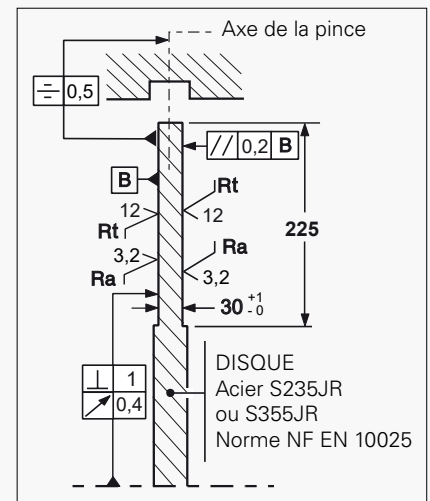 Axe de la pince
⌯ 0,5
// 0,2 B
B
Rt
12
12
Rt
225
3,2
Ra
Ra
3,2
30 +1 -0
⊥ 1
↗ 0,4
DISQUE
Acier S235JR
ou S355JR
Norme NF EN 10025